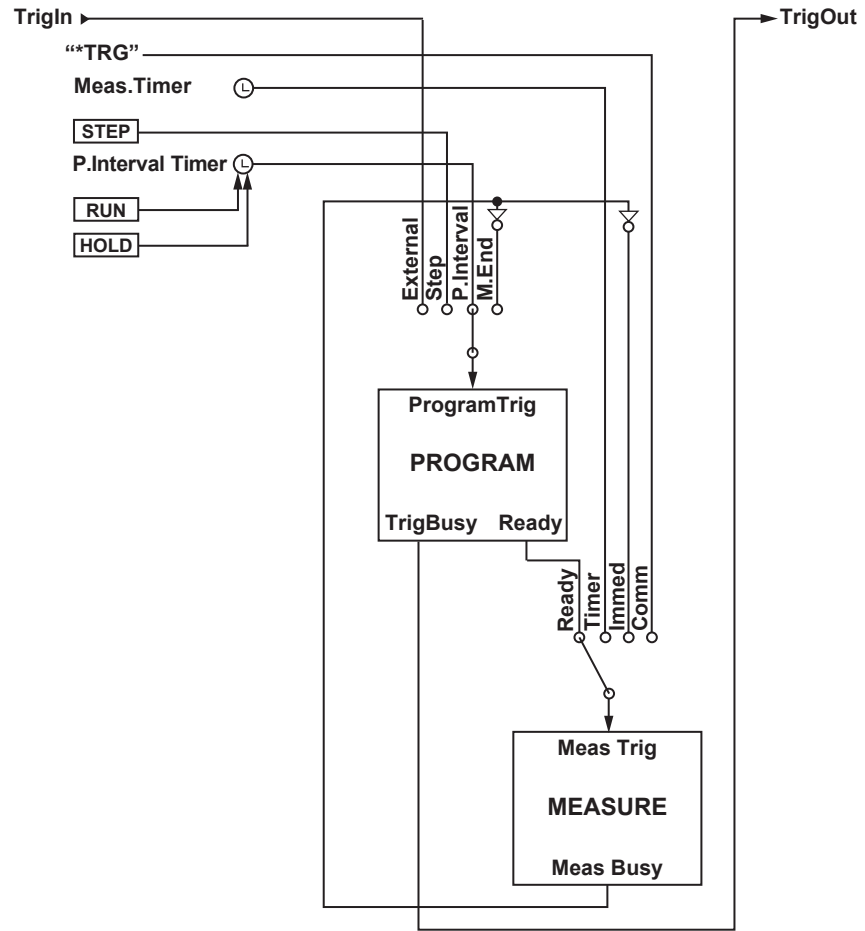 TrigIn
TrigOut
“*TRG”
Meas.Timer
STEP
P.Interval Timer
RUN
HOLD
External
Step
P.Interval
M.End
ProgramTrig
PROGRAM
TrigBusy Ready
Ready
Timer
Immed
Comm
Meas Trig
MEASURE
Meas Busy